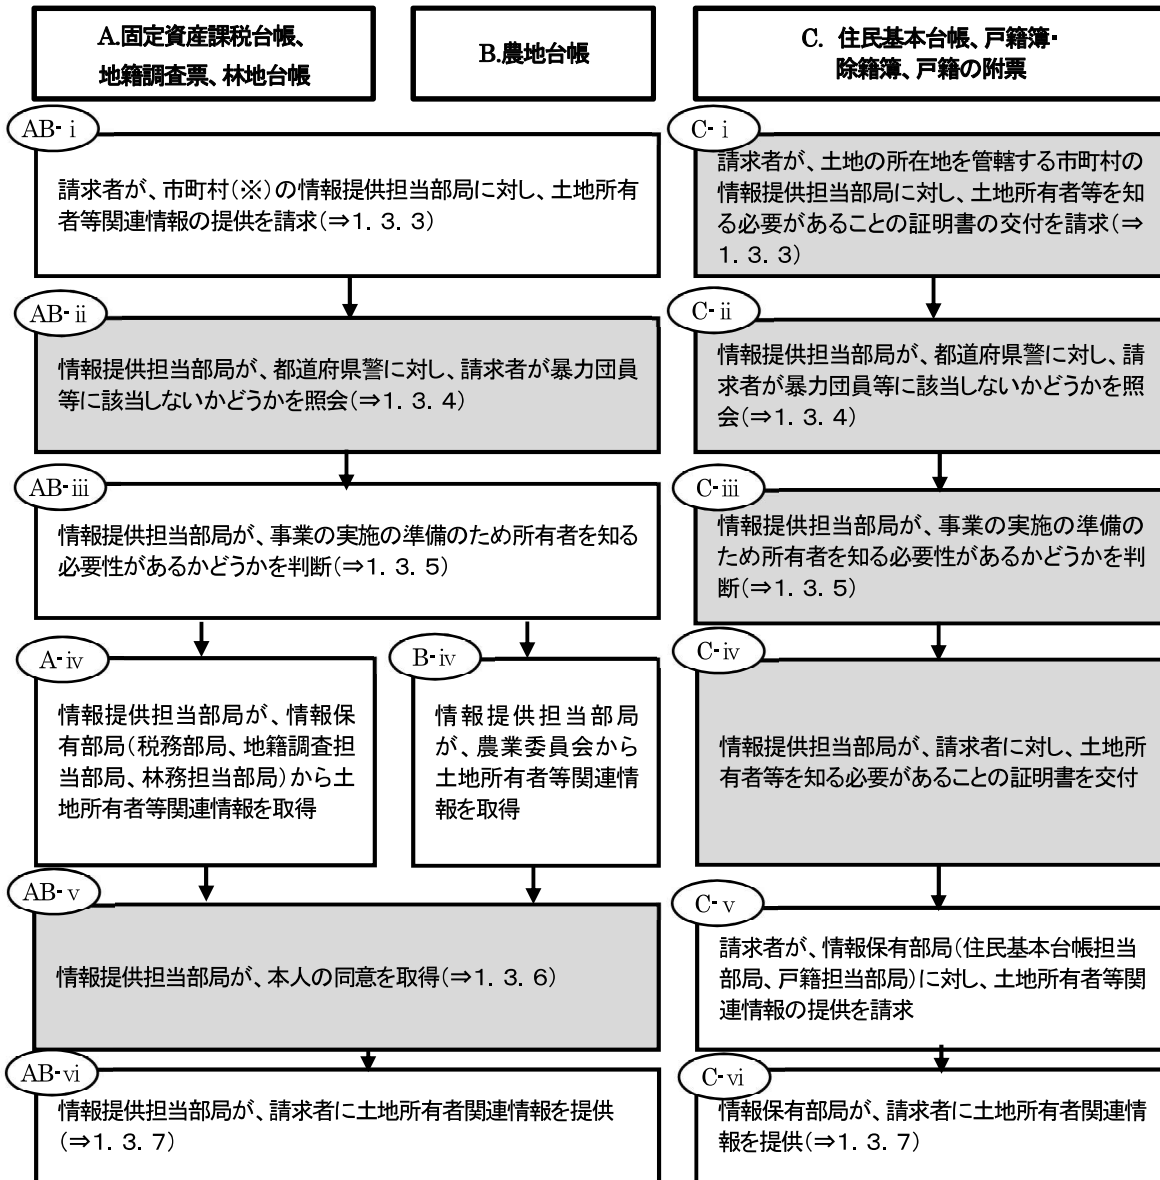 A.固定資産課税台帳、
地籍調査票、林地台帳
B.農地台帳
C. 住民基本台帳、戸籍簿・
除籍簿、戸籍の附票
AB-ⅰ
請求者が、市町村(※)の情報提供担当部局に対し、土地所有
者等関連情報の提供を請求(⇒1. 3. 3)
AB-ⅱ
情報提供担当部局が、都道府県警に対し、請求者が暴力団員
等に該当しないかどうかを照会(⇒1. 3. 4)
AB-ⅲ
情報提供担当部局が、事業の実施の準備のため所有者を知る
必要性があるかどうかを判断(⇒1. 3. 5)
A-ⅳ
情報提供担当部局が、情報保
有部局(税務部局、地籍調査担
当部局、林務担当部局)から土
地所有者等関連情報を取得
B-ⅳ
情報提供担当部局
が、農業委員会から
土地所有者等関連情
報を取得
AB-ⅴ
情報提供担当部局が、本人の同意を取得(⇒1. 3. 6)
AB-ⅵ
情報提供担当部局が、請求者に土地所有者関連情報を提供
(⇒1. 3. 7)
C-ⅰ
請求者が、土地の所在地を管轄する市町村の
情報提供担当部局に対し、土地所有者等を知
る必要があることの証明書の交付を請求(⇒
1. 3. 3)
C-ⅱ
情報提供担当部局が、都道府県警に対し、請
求者が暴力団員等に該当しないかどうかを照
会(⇒1. 3. 4)
C-ⅲ
情報提供担当部局が、事業の実施の準備の
ため所有者を知る必要性があるかどうかを判
断(⇒1. 3. 5)
C-ⅳ
情報提供担当部局が、請求者に対し、土地所
有者等を知る必要があることの証明書を交付
C-ⅴ
請求者が、情報保有部局(住民基本台帳担当
部局、戸籍担当部局)に対し、土地所有者等関
連情報の提供を請求
C-ⅵ
情報保有部局が、請求者に土地所有者関連情
報を提供(⇒1. 3. 7)